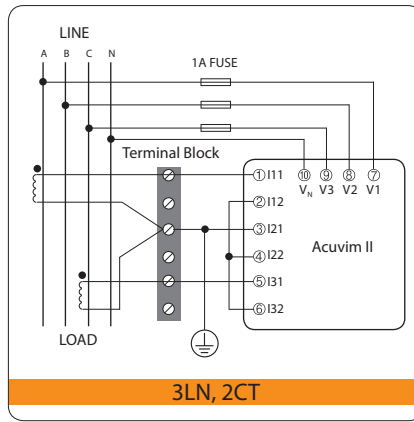 LINE
A B C N
1A FUSE
Terminal Block
① I11
② I12
③ I21
④ I22
⑤ I31
⑥ I32
⑩ ⑨ ⑧ ⑦
VN V3 V2 V1
Acuvim II
LOAD
3LN, 2CT